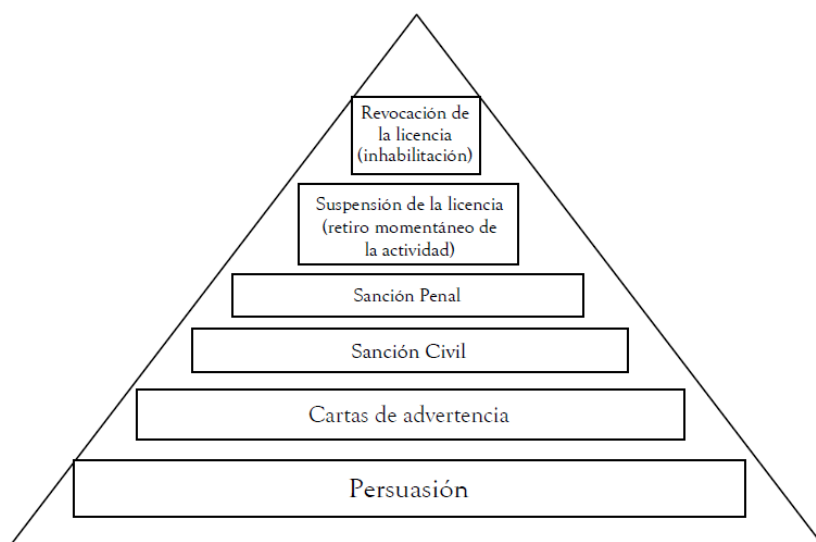 Revocación de
la licencia
(inhabilitación)
Suspensión de la licencia
(retiro momentáneo de
la actividad)
Sanción Penal
Sanción Civil
Cartas de advertencia
Persuasión